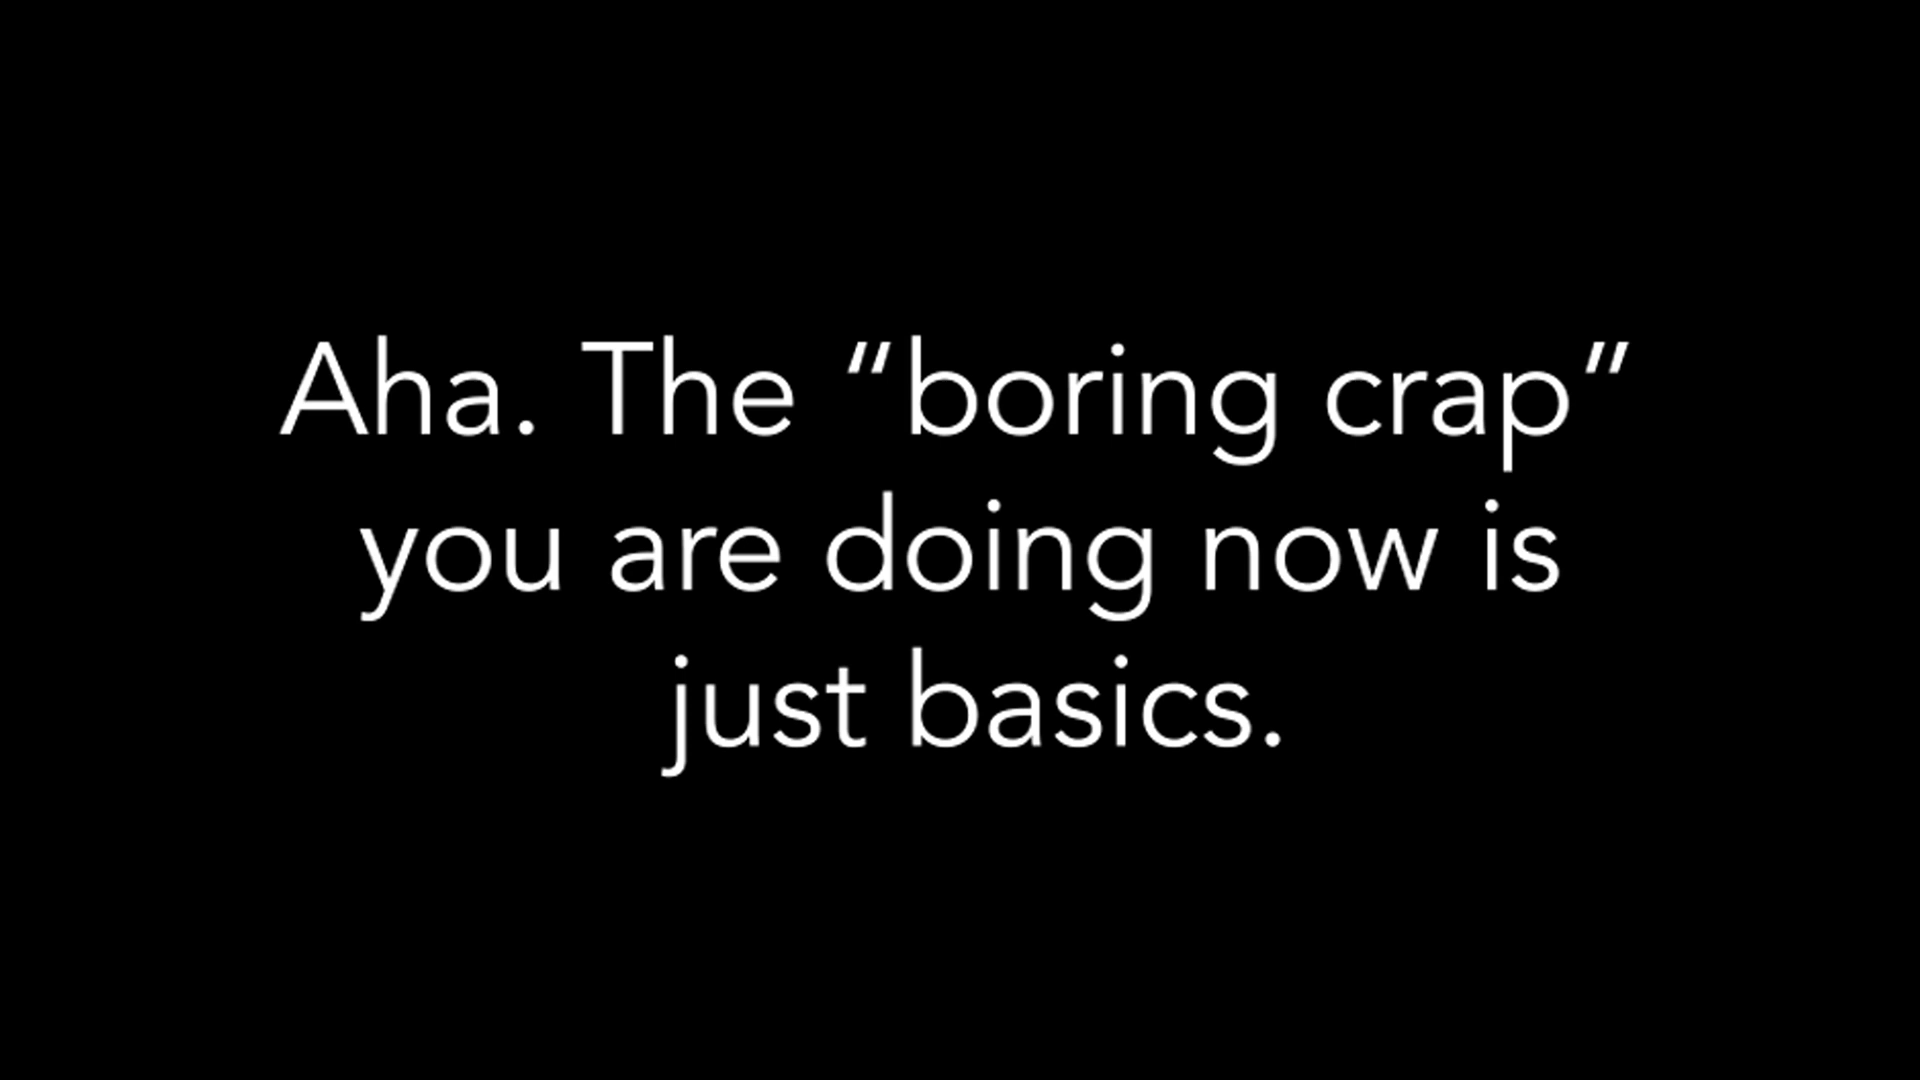 Aha. The “boring crap”
you are doing now is
just basics.